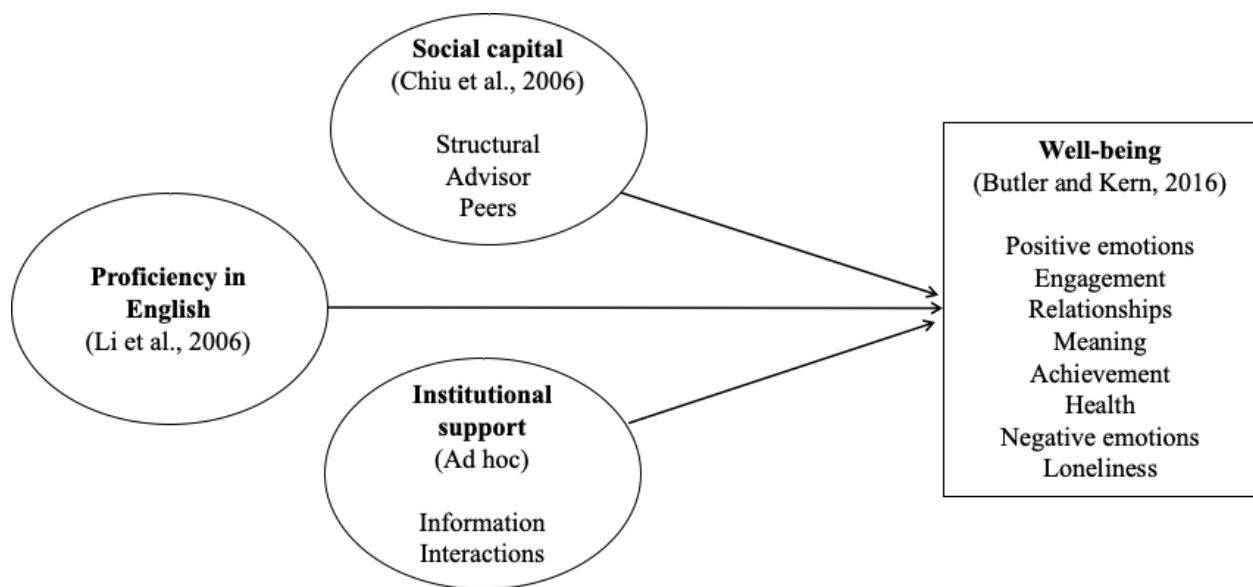 Social capital
(Chiu et al., 2006)
Structural
Advisor
Peers
Proficiency in
English
(Li et al., 2006)
Institutional
support
(Ad hoc)
Information
Interactions
Well-being
(Butler and Kern, 2016)
Positive emotions
Engagement
Relationships
Meaning
Achievement
Health
Negative emotions
Loneliness